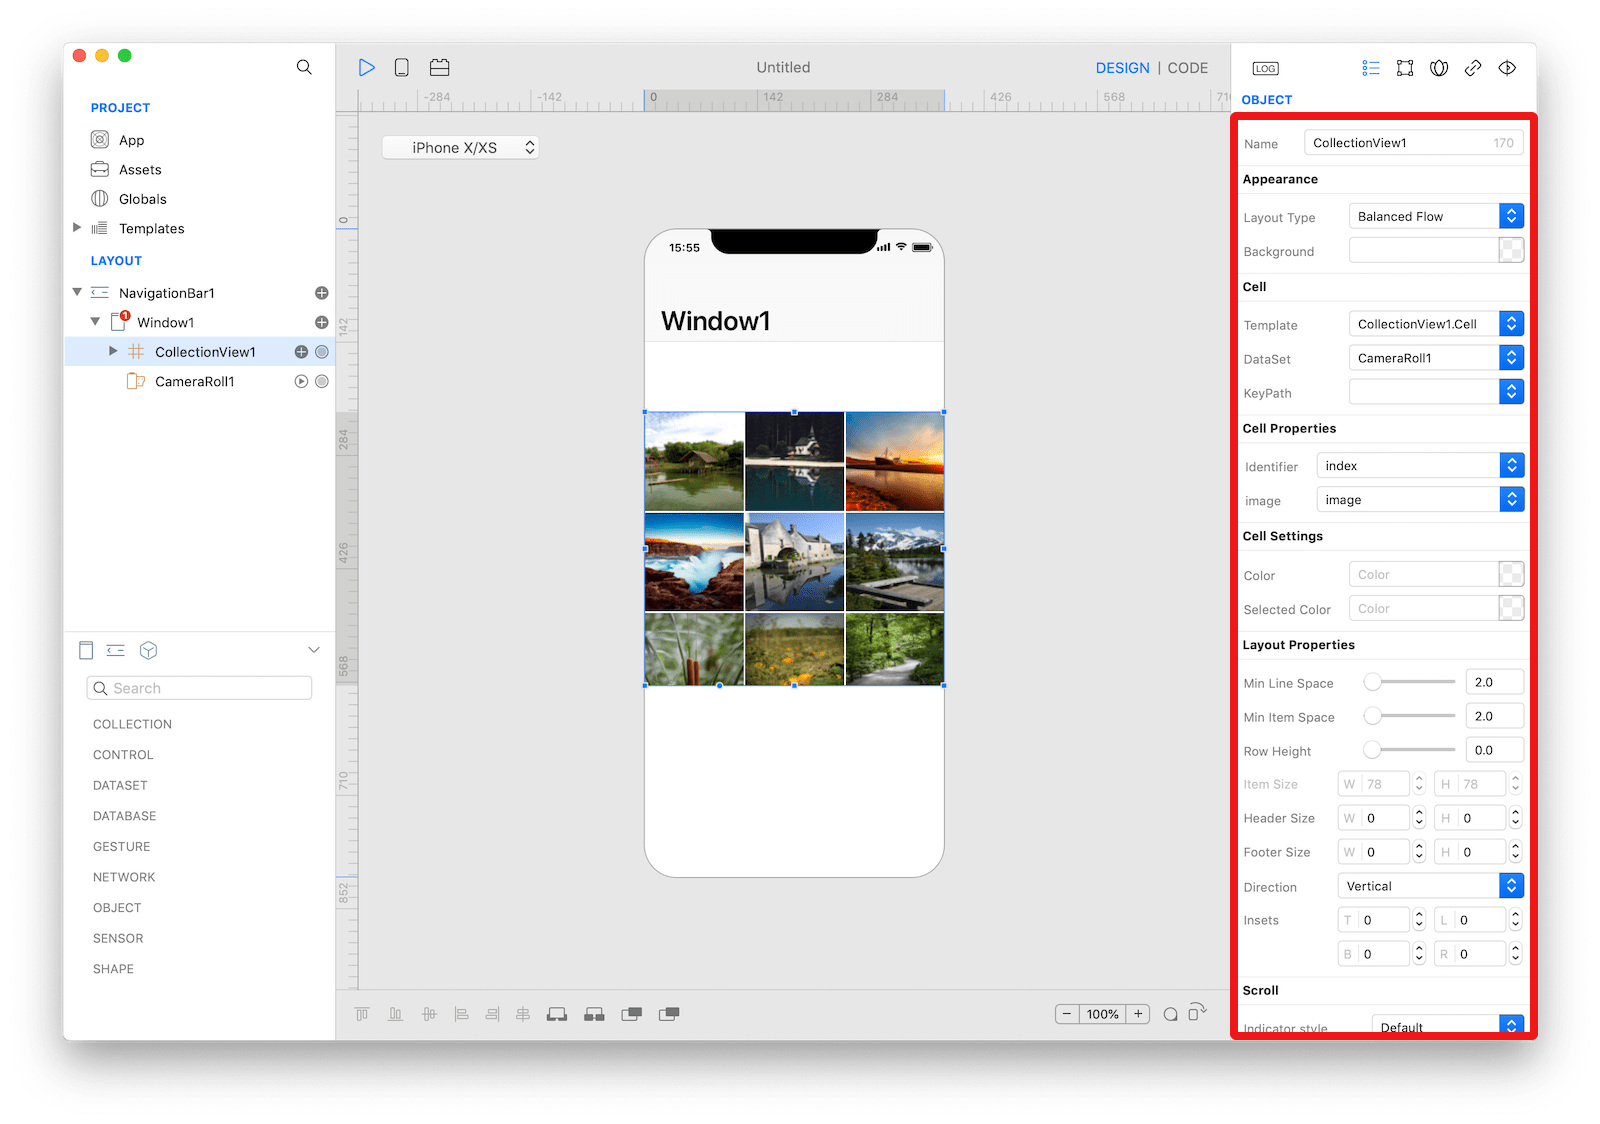 Untitled
DESIGN | CODE
LOG
PROJECT
App
Assets
Globals
Templates
LAYOUT
NavigationBar1
1
Window1
CollectionView1
CameraRoll1
Search
COLLECTION
CONTROL
DATASET
DATABASE
GESTURE
NETWORK
OBJECT
SENSOR
SHAPE
-284 -142 0 142 284 426 568 710
0
142
284
426
568
710
852
iPhone X/XS
15:55
Window1
100%
OBJECT
Name CollectionView1 170
Appearance
Layout Type Balanced Flow
Background
Cell
Template CollectionView1.Cell
DataSet CameraRoll1
KeyPath
Cell Properties
Identifier index
image image
Cell Settings
Color Color
Selected Color Color
Layout Properties
Min Line Space 2.0
Min Item Space 2.0
Row Height 0.0
Item Size W 78 H 78
Header Size W 0 H 0
Footer Size W 0 H 0
Direction Vertical
Insets T 0 L 0
B 0 R 0
Scroll
Indicator style Default